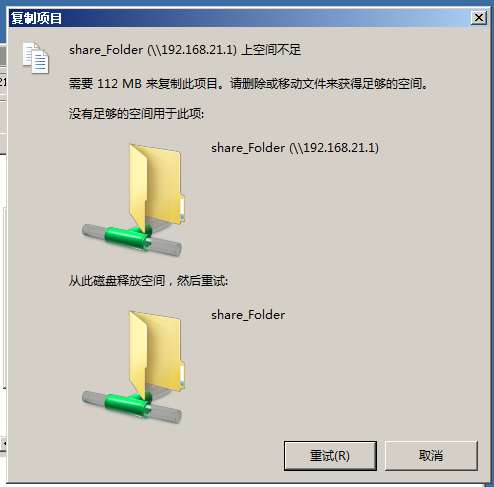 复制项目
share_Folder (\\192.168.21.1) 上空间不足
需要 112 MB 来复制此项目。请删除或移动文件来获得足够的空间。
没有足够的空间用于此项:
share_Folder (\\192.168.21.1)
从此磁盘释放空间，然后重试:
share_Folder
重试(R)
取消